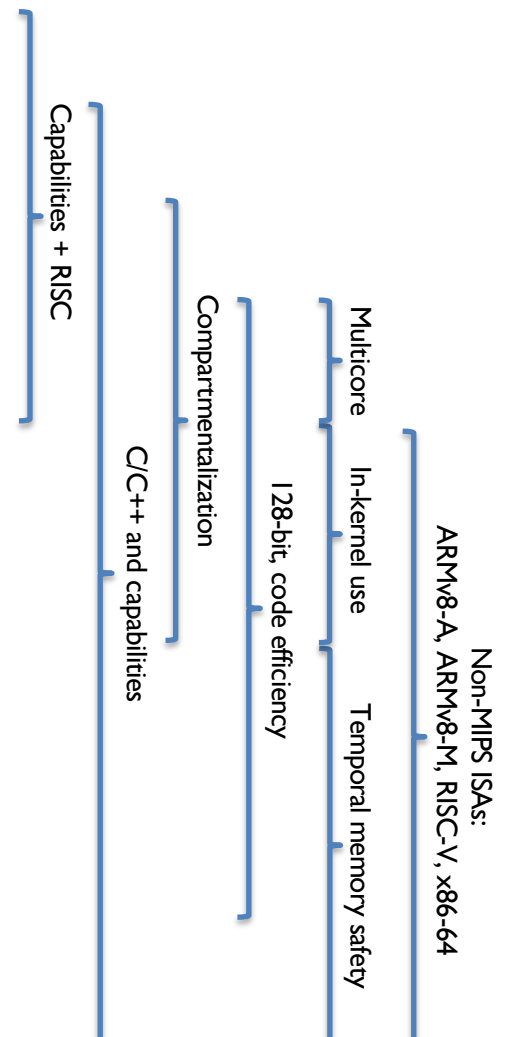 Non-MIPS ISAs:
ARMv8-A, ARMv8-M, RISC-V, x86-64
Multicore
In-kernel use
Temporal memory safety
128-bit, code efficiency
Compartmentalization
C/C++ and capabilities
Capabilities + RISC